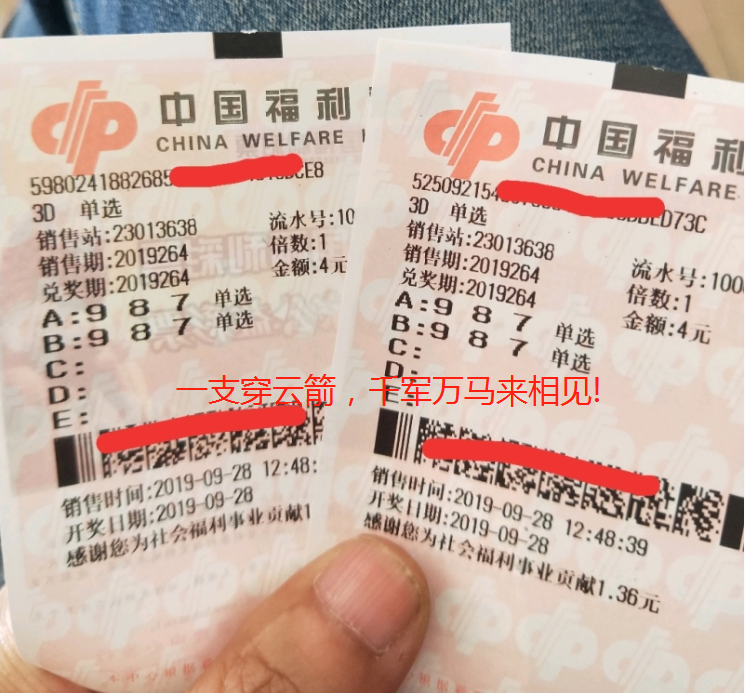 中国福利
CHINA WELFARE
5980241882685
3D 单选
销售站:23013638
流水号:100
销售期:2019264
倍数:1
兑奖期:2019264
金额:4元
A:9 8 7 单选
B:9 8 7 单选
C:
D:
E:
销售时间:2019-09-28 12:48:
开奖日期:2019-09-28
感谢您为社会福利事业贡献1
中国福利
CHINA WELFARE
525092154
D73C
3D 单选
销售站:23013638
流水号:100
销售期:2019264
倍数:1
兑奖期:2019264
金额:4元
A:9 8 7 单选
B:9 8 7 单选
C:
D:
E:
销售时间:2019-09-28 12:48:39
开奖日期:2019-09-28
感谢您为社会福利事业贡献1.36元
一支穿云箭，千军万马来相见!